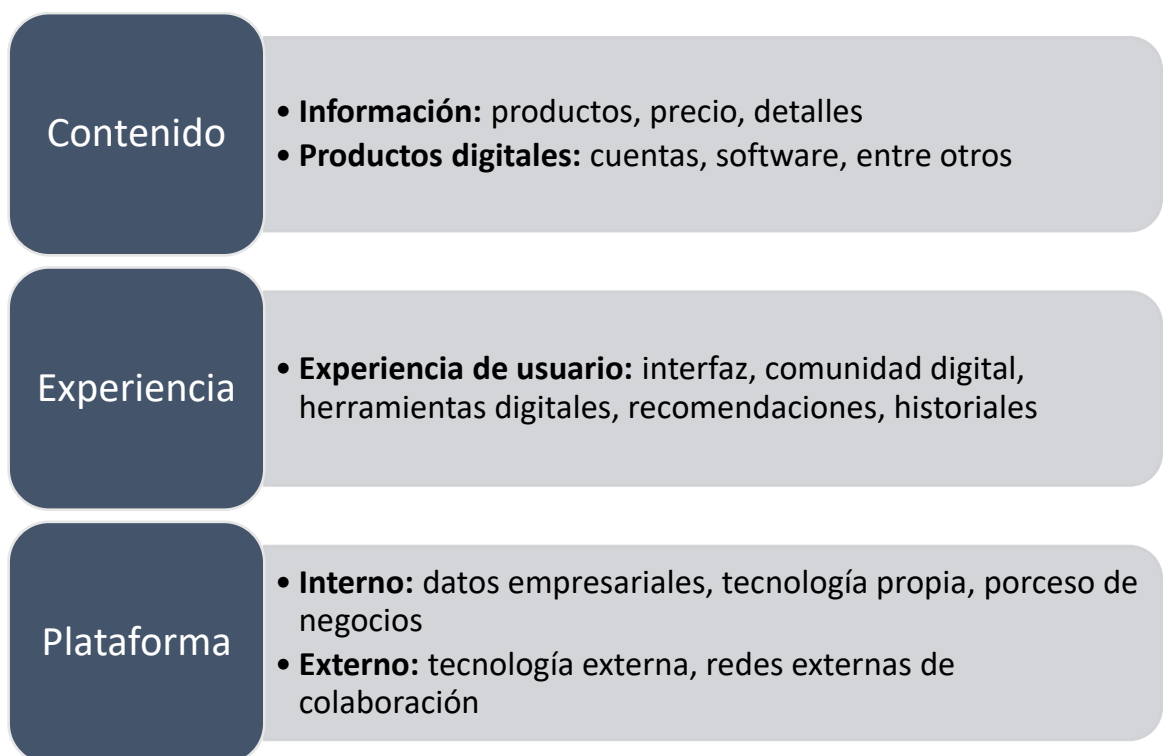 Contenido
• Información: productos, precio, detalles
• Productos digitales: cuentas, software, entre otros
Experiencia
• Experiencia de usuario: interfaz, comunidad digital,
herramientas digitales, recomendaciones, historiales
Plataforma
• Interno: datos empresariales, tecnología propia, porceso de
negocios
• Externo: tecnología externa, redes externas de
colaboración